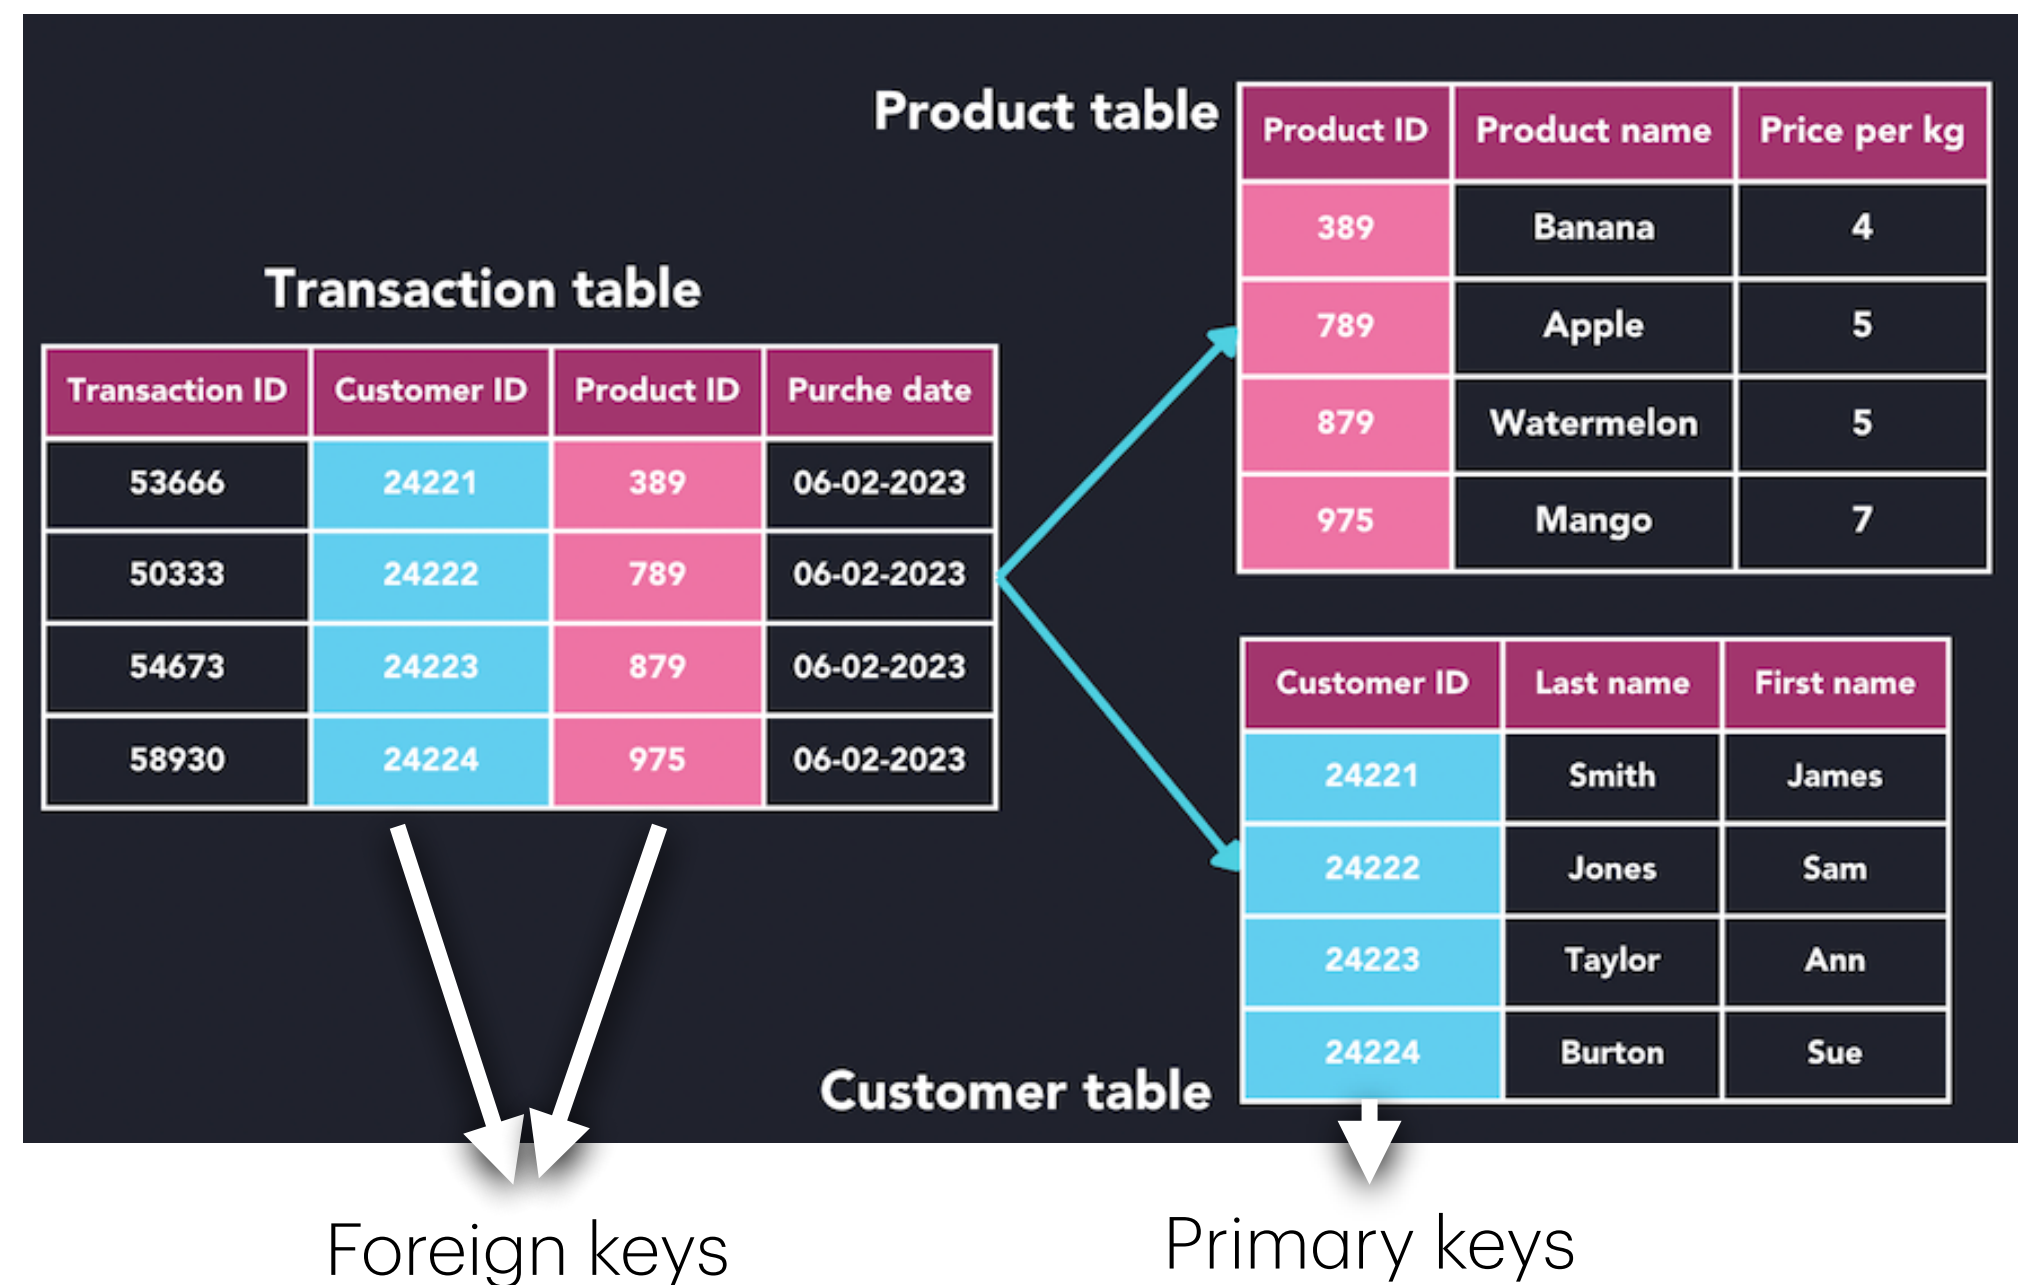 Product table
Product ID Product name Price per kg
389 Banana 4
789 Apple 5
879 Watermelon 5
975 Mango 7
Transaction table
Transaction ID Customer ID Product ID Purche date
53666 24221 389 06-02-2023
50333 24222 789 06-02-2023
54673 24223 879 06-02-2023
58930 24224 975 06-02-2023
Customer ID Last name First name
24221 Smith James
24222 Jones Sam
24223 Taylor Ann
24224 Burton Sue
Customer table
Foreign keys
Primary keys